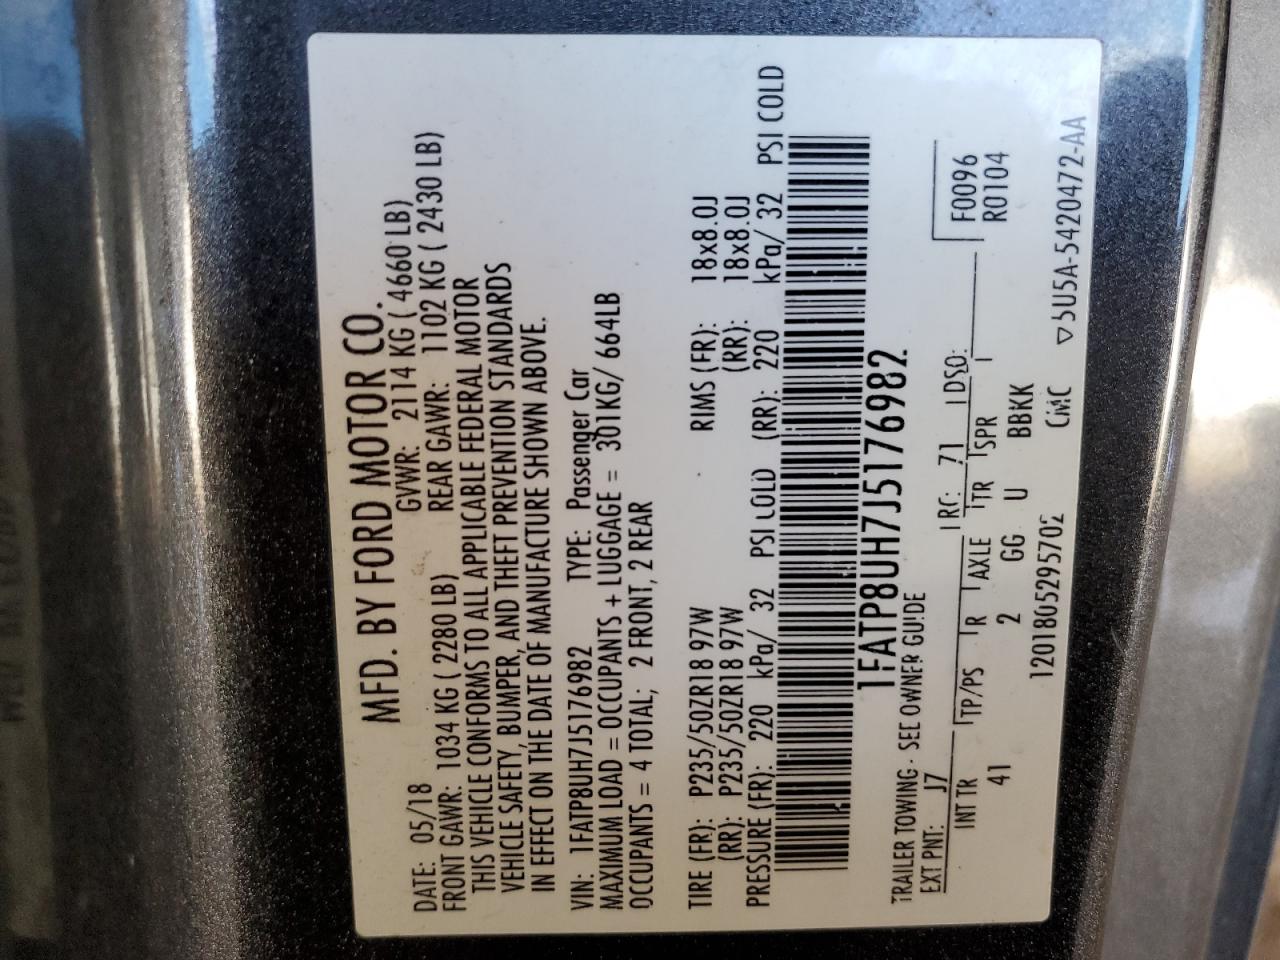 MFD. BY FORD MOTOR CO.
DATE: 05/18 GVWR: 2114 KG ( 4660 LB)
FRONT GAWR: 1034 KG ( 2280 LB) REAR GAWR: 1102 KG ( 2430 LB)
THIS VEHICLE CONFORMS TO ALL APPLICABLE FEDERAL MOTOR
VEHICLE SAFETY, BUMPER, AND THEFT PREVENTION STANDARDS
IN EFFECT ON THE DATE OF MANUFACTURE SHOWN ABOVE.
VIN: 1FATP8UH7J5176982 TYPE: Passenger Car
MAXIMUM LOAD = OCCUPANTS + LUGGAGE = 301KG/ 664LB
OCCUPANTS = 4 TOTAL; 2 FRONT, 2 REAR
TIRE (FR): P235/50ZR18 97W RIMS (FR): 18x8.0J
(RR): P235/50ZR18 97W (RR): 18x8.0J
PRESSURE (FR): 220 kPa/ 32 PSI COLD (RR): 220 kPa/ 32 PSI COLD
1FATP8UH7J5176982
TRAILER TOWING - SEE OWNER GUIDE
EXT PNT: J7 RC: 71 DSO: F0096
R0104
INT TR TP/PS R AXLE TR SPR
41 2 GG U BBKK
1201805295702 CMC ▽5U5A-5420472-AA